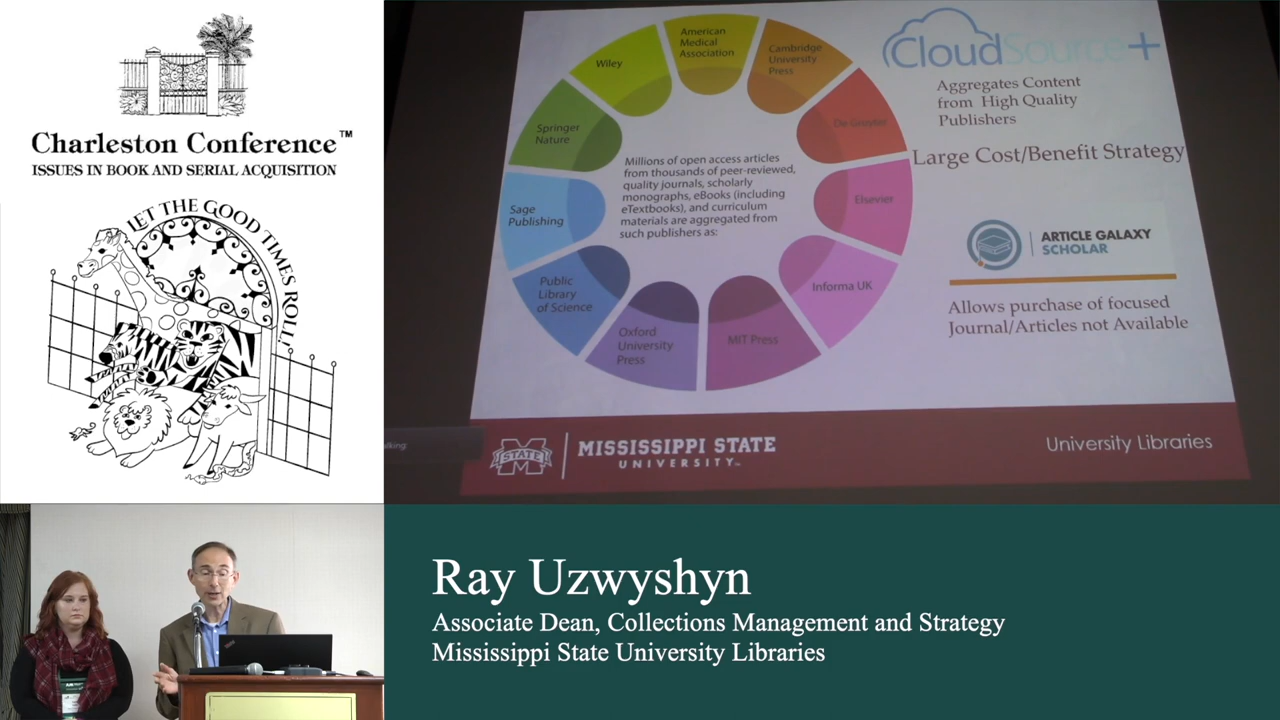 Charleston Conference™
ISSUES IN BOOK AND SERIAL ACQUISITION
LET THE GOOD TIMES ROLL!
American
Medical
Association
Cambridge
University
Press
De Gruyter
Elsevier
Informa UK
MIT Press
Oxford
University
Press
Public
Library
of Science
Sage
Publishing
Springer
Nature
Wiley
Millions of open access articles
from thousands of peer-reviewed,
quality journals, scholarly
monographs, eBooks (including
eTextbooks), and curriculum
materials are aggregated from
such publishers as:
CloudSource+
Aggregates Content
from High Quality
Publishers
Large Cost/Benefit Strategy
ARTICLE GALAXY
SCHOLAR
Allows purchase of focused
Journal/Articles not Available
STATE
MISSISSIPPI STATE
UNIVERSITY™
University Libraries
Ray Uzwyshyn
Associate Dean, Collections Management and Strategy
Mississippi State University Libraries